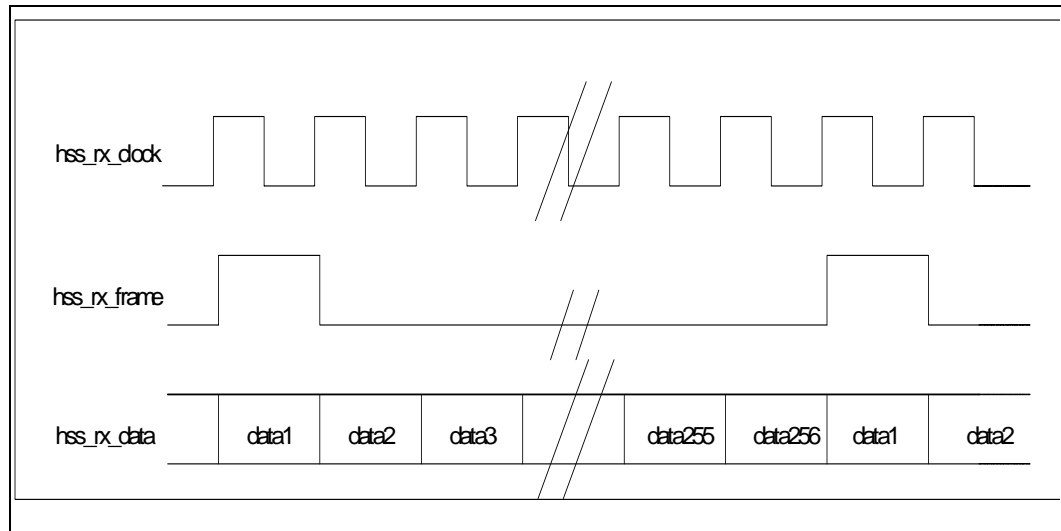 hss_rx_clock
hss_rx_frame
hss_rx_data data1 data2 data3 data255 data256 data1 data2